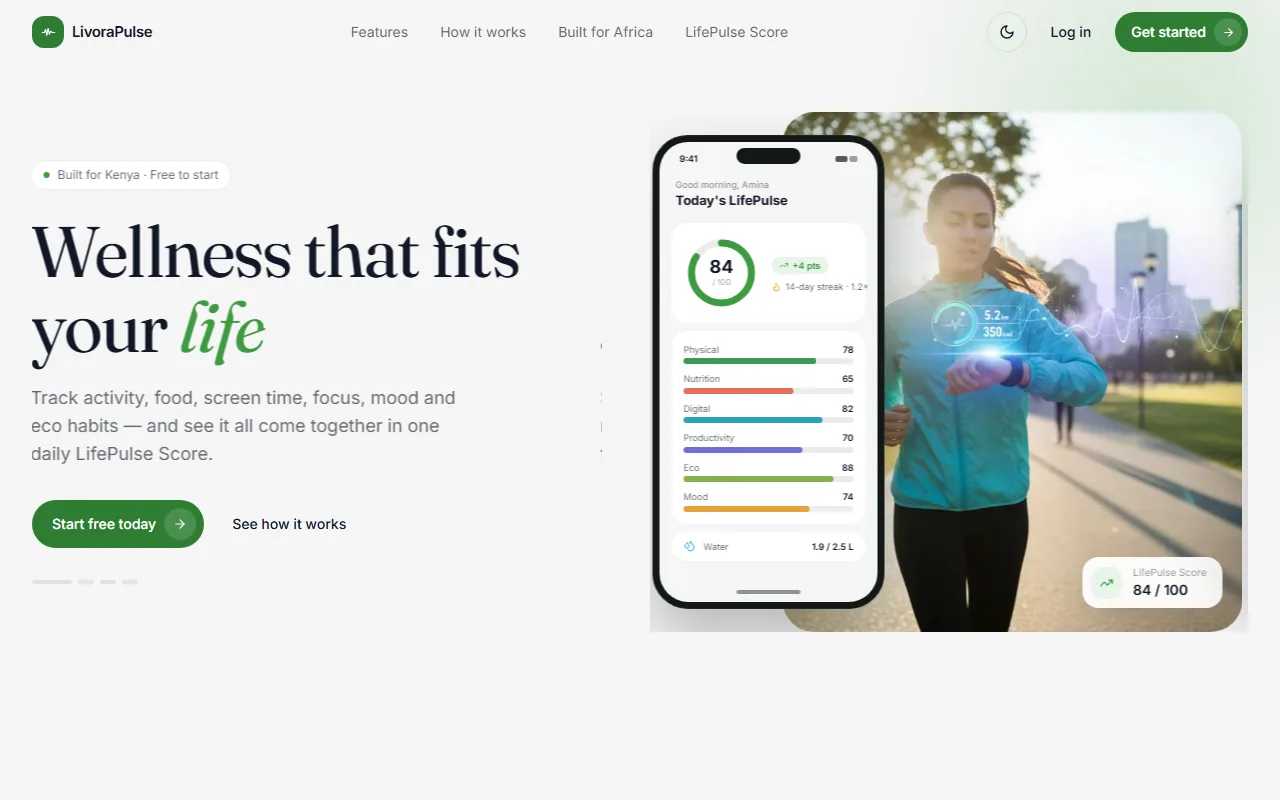 LivoraPulse
Features
How it works
Built for Africa
LifePulse Score
Log in
Get started
Built for Kenya · Free to start
Wellness that fits
your life
Track activity, food, screen time, focus, mood and
eco habits — and see it all come together in one
daily LifePulse Score.
Start free today
See how it works
9:41
Good morning, Amina
Today's LifePulse
84
/ 100
+4 pts
14-day streak · 1.2×
Physical 78
Nutrition 65
Digital 82
Productivity 70
Eco 88
Mood 74
Water 1.9 / 2.5 L
5.2km
350
LifePulse Score
84 / 100